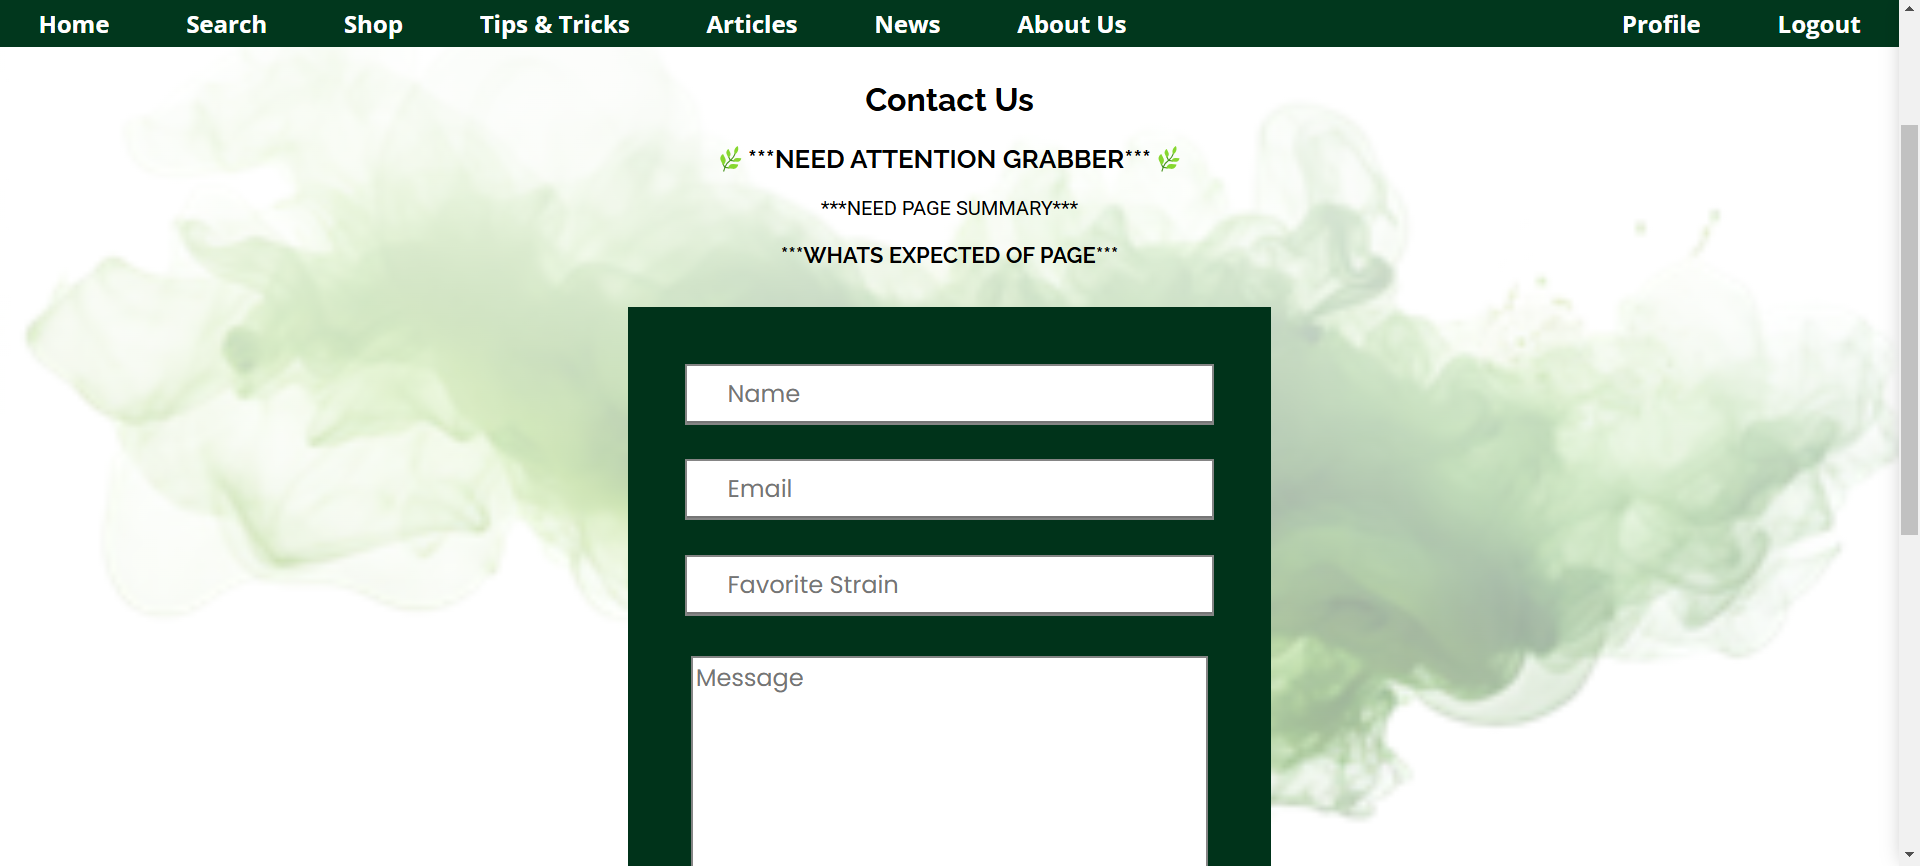 Home Search Shop Tips & Tricks Articles News About Us Profile Logout
Contact Us
🌿 ***NEED ATTENTION GRABBER*** 🌿
***NEED PAGE SUMMARY***
***WHATS EXPECTED OF PAGE***
Name
Email
Favorite Strain
Message